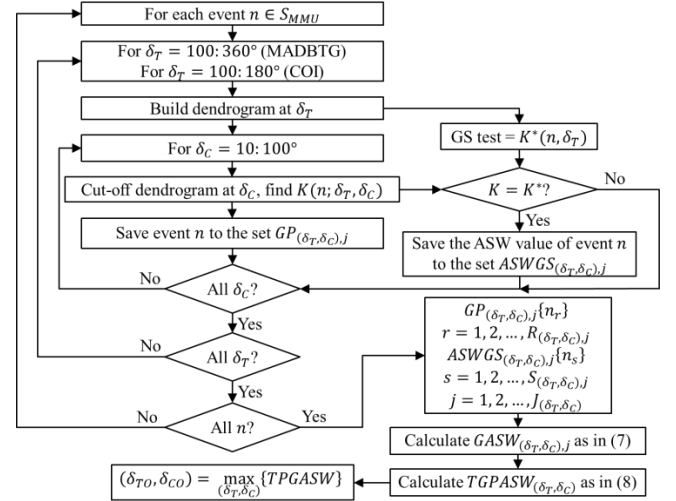 For each event n ∈ S_MMU
For δ_T = 100: 360° (MADBTG)
For δ_T = 100: 180° (COI)
Build dendrogram at δ_T
For δ_C = 10: 100°
GS test = K*(n, δ_T)
Cut-off dendrogram at δ_C, find K(n; δ_T, δ_C)
K = K*?
No
Yes
Save event n to the set GP_(δ_T,δ_C),j
Save the ASW value of event n
to the set ASWGS_(δ_T,δ_C),j
No
All δ_C?
Yes
No
All δ_T?
Yes
No
All n?
Yes
GP_(δ_T,δ_C),j{n_r}
r = 1, 2, ..., R_(δ_T,δ_C),j
ASWGS_(δ_T,δ_C),j{n_s}
s = 1, 2, ..., S_(δ_T,δ_C),j
j = 1, 2, ..., J_(δ_T,δ_C)
Calculate GASW_(δ_T,δ_C),j as in (7)
Calculate TGPASW_(δ_T,δ_C) as in (8)
(δ_TO, δ_CO) = max_(δ_T,δ_C){TPGASW}